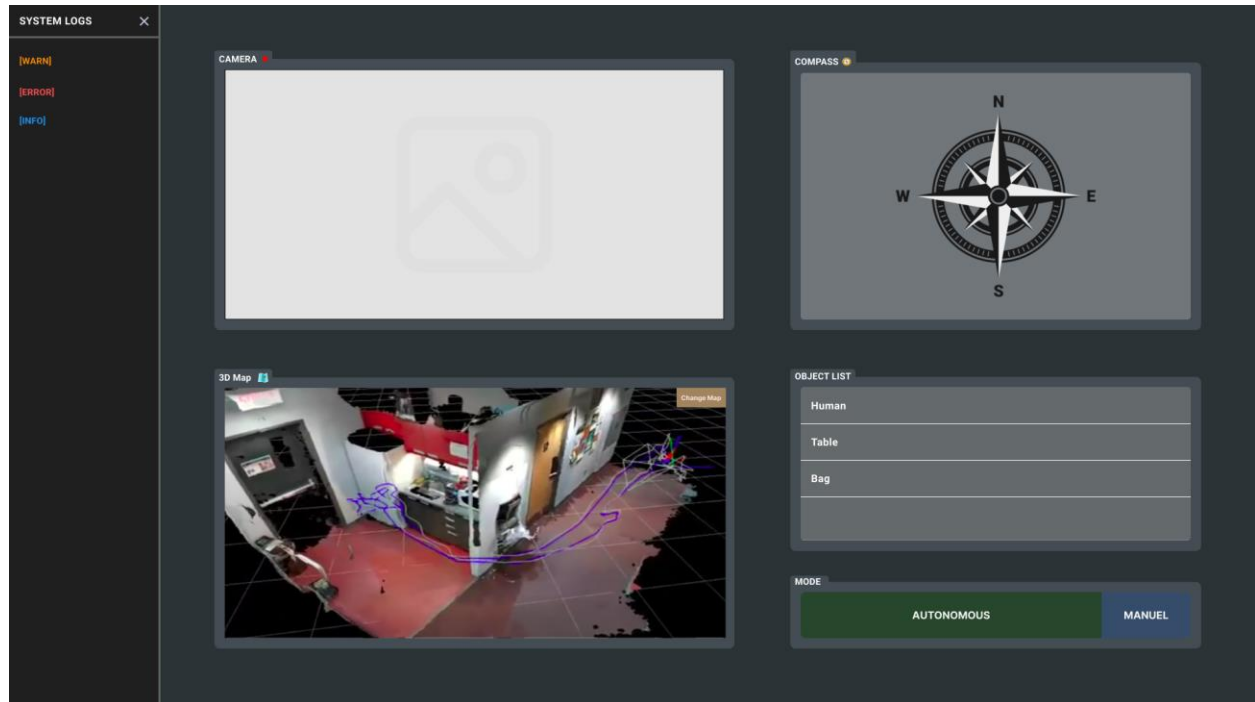 SYSTEM LOGS ×
[WARN]
[ERROR]
[INFO]
CAMERA
COMPASS
N
W
E
S
3D Map
Change Map
OBJECT LIST
Human
Table
Bag
MODE
AUTONOMOUS
MANUEL